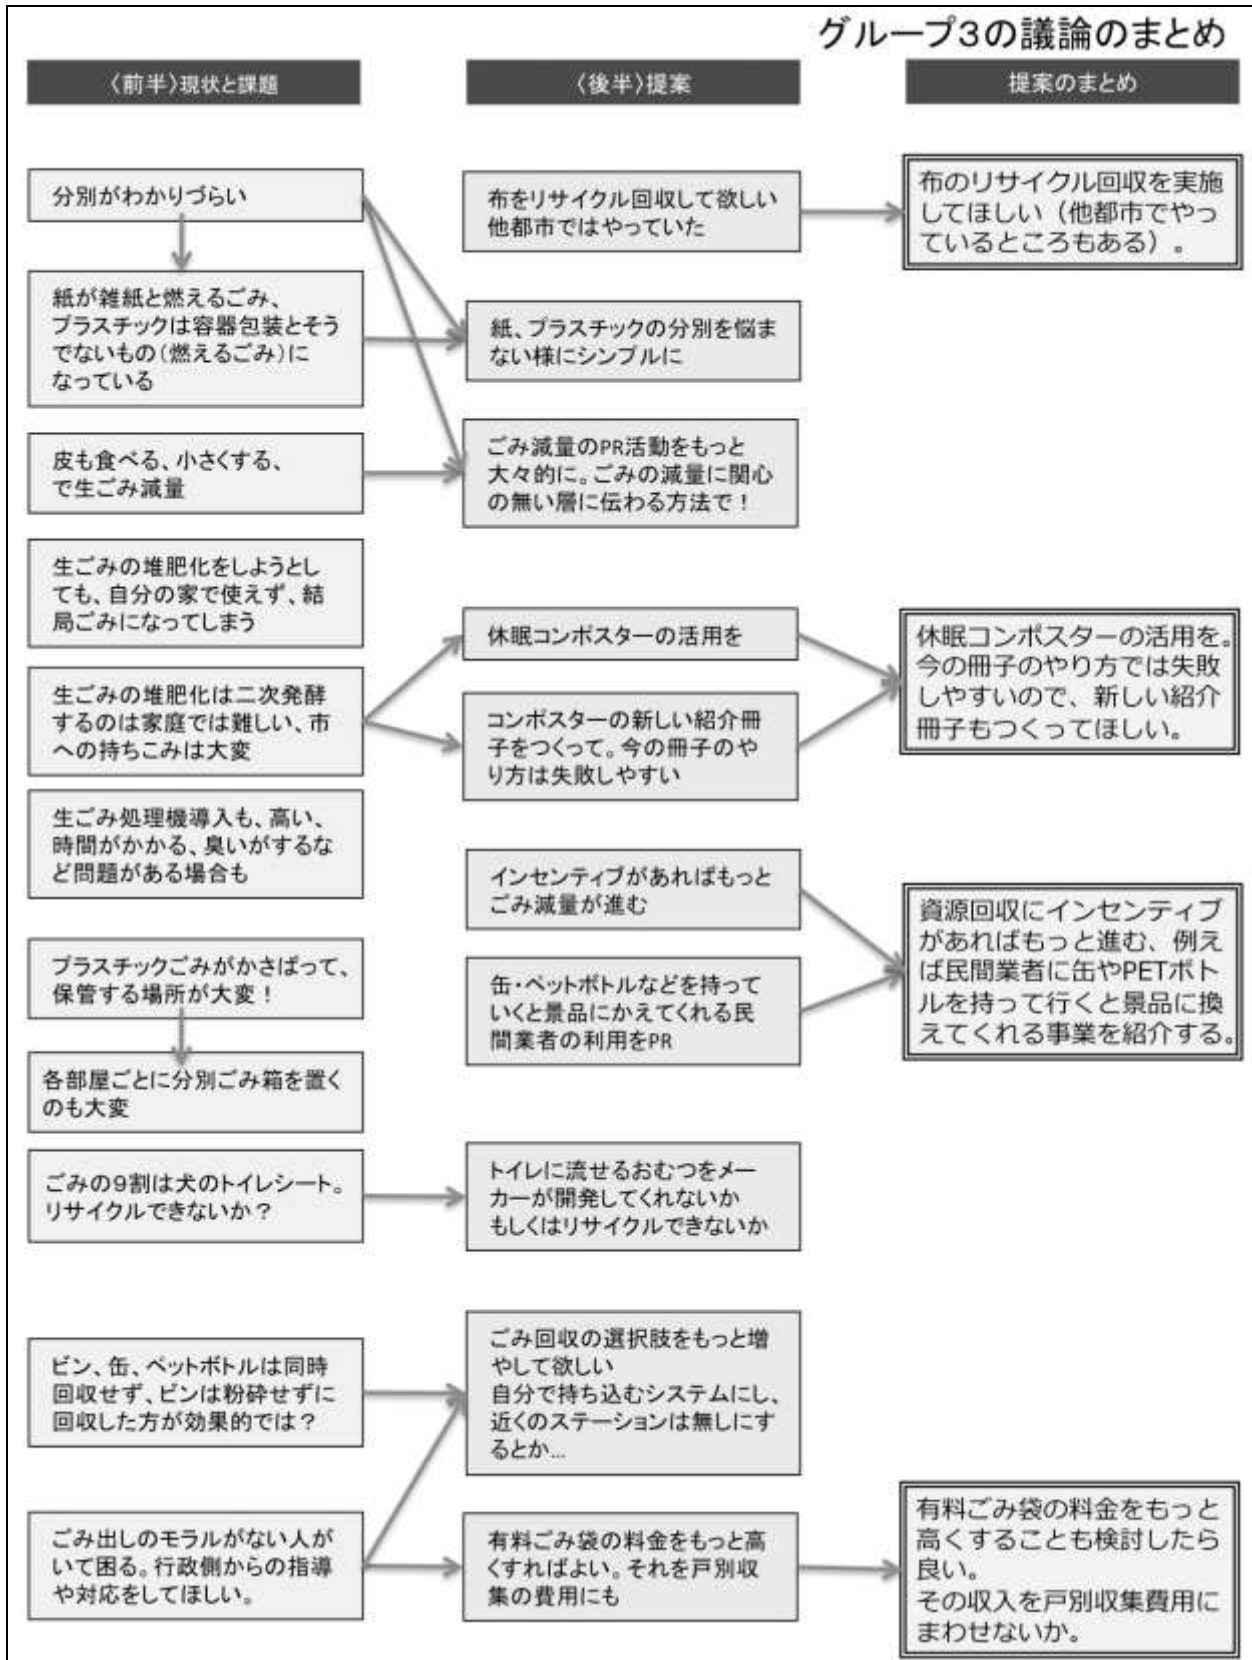 グループ3の議論のまとめ
〈前半〉現状と課題
〈後半〉提案
提案のまとめ
分別がわかりづらい
紙が雑紙と燃えるごみ、
プラスチックは容器包装とそう
でないもの(燃えるごみ)に
なっている
皮も食べる、小さくする、
で生ごみ減量
生ごみの堆肥化をしようとし
ても、自分の家で使えず、結
局ごみになってしまう
生ごみの堆肥化は二次発酵
するのは家庭では難しい、市
への持ちこみは大変
生ごみ処理機導入も、高い、
時間がかかる、臭いがするな
ど問題がある場合も
プラスチックごみがかさばって、
保管する場所が大変!
各部屋ごとに分別ごみ箱を置く
のも大変
ごみの9割は犬のトイレシート。
リサイクルできないか?
ビン、缶、ペットボトルは同時
回収せず、ビンは粉砕せずに
回収した方が効果的では?
ごみ出しのモラルがない人が
いて困る。行政側からの指導
や対応をしてほしい。
布をリサイクル回収して欲しい
他都市ではやっていた
紙、プラスチックの分別を悩ま
ない様にシンプルに
ごみ減量のPR活動をもっと
大々的に。ごみの減量に関心
の無い層に伝わる方法で!
休眠コンポスターの活用を
コンポスターの新しい紹介冊
子をつくって。今の冊子のや
り方は失敗しやすい
インセンティブがあればもっと
ごみ減量が進む
缶・ペットボトルなどを持って
いくと景品にかえてくれる民
間業者の利用をPR
トイレに流せるおむつをメー
カーが開発してくれないか
もしくはリサイクルできないか
ごみ回収の選択肢をもっと増
やして欲しい
自分で持ち込むシステムにし、
近くのステーションは無しにす
るとか…
有料ごみ袋の料金をもっと高
くすればよい。それを戸別収
集の費用にも
布のリサイクル回収を実施
してほしい(他都市でやっ
ているところもある)。
休眠コンポスターの活用を。
今の冊子のやり方では失敗
しやすいので、新しい紹介
冊子もつくってほしい。
資源回収にインセンティブ
があればもっと進む、例え
ば民間業者に缶やPETボト
ルを持って行くと景品に換
えてくれる事業を紹介する。
有料ごみ袋の料金をもっと
高くすることも検討したら
良い。
その収入を戸別収集費用に
まわせないか。